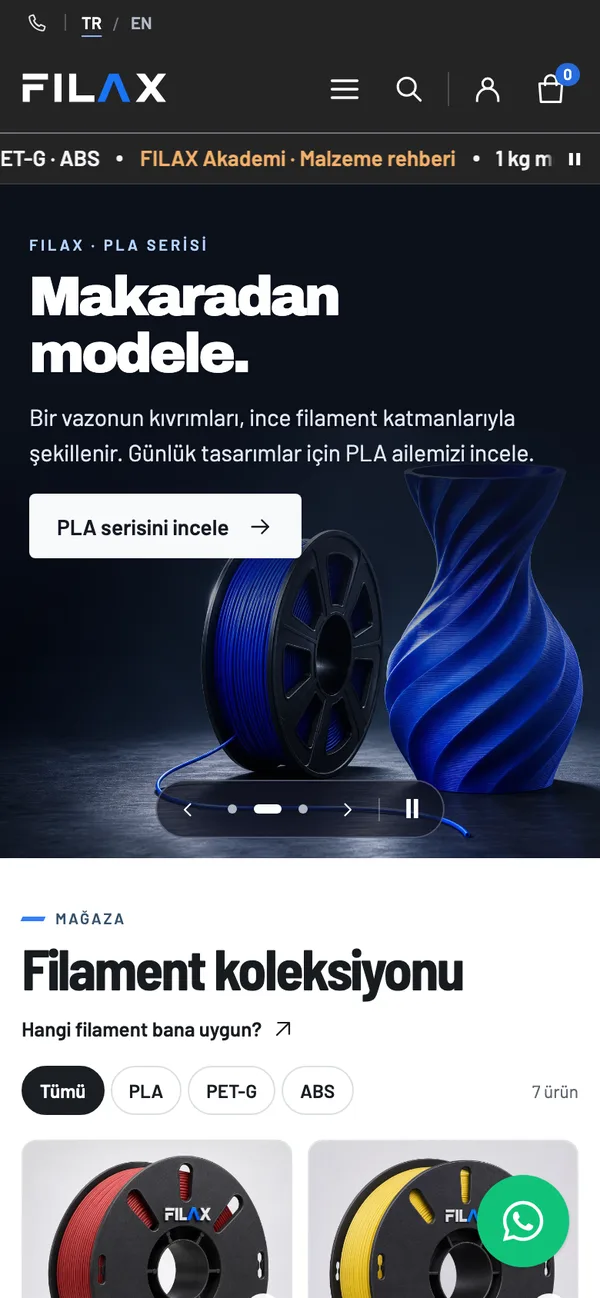 TR / EN
FILAX
0
ET-G · ABS • FILAX Akademi · Malzeme rehberi • 1 kg m
FILAX · PLA SERİSİ
Makaradan
modele.
Bir vazonun kıvrımları, ince filament katmanlarıyla
şekillenir. Günlük tasarımlar için PLA ailemizi incele.
PLA serisini incele →
MAĞAZA
Filament koleksiyonu
Hangi filament bana uygun? ↗
Tümü PLA PET-G ABS 7 ürün
FILAX
FILA